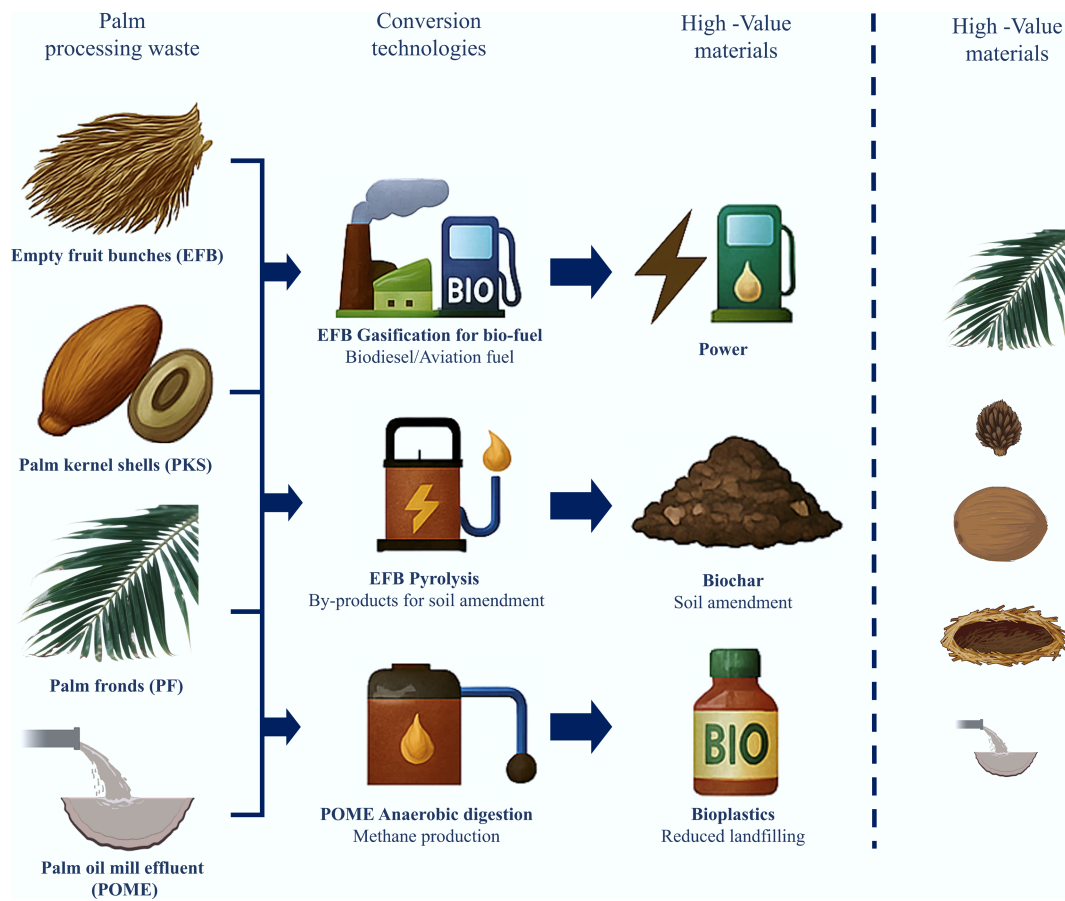 Palm
processing waste
Conversion
technologies
High -Value
materials
High -Value
materials
Empty fruit bunches (EFB)
BIO
EFB Gasification for bio-fuel
Biodiesel/Aviation fuel
Power
Palm kernel shells (PKS)
EFB Pyrolysis
By-products for soil amendment
Biochar
Soil amendment
Palm fronds (PF)
BIO
POME Anaerobic digestion
Methane production
Bioplastics
Reduced landfilling
Palm oil mill effluent
(POME)